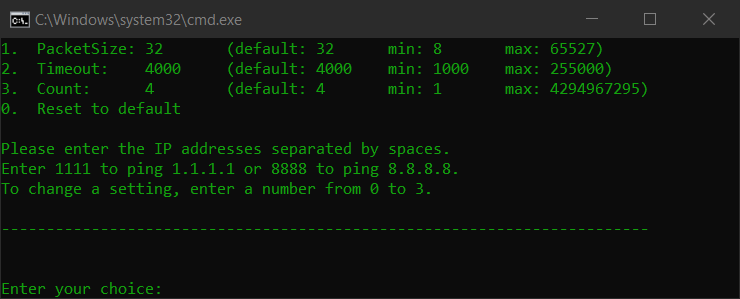 C:\Windows\system32\cmd.exe
1.  PacketSize: 32       (default: 32      min: 8       max: 65527)
2.  Timeout:    4000     (default: 4000    min: 1000    max: 255000)
3.  Count:      4        (default: 4       min: 1       max: 4294967295)
0.  Reset to default
Please enter the IP addresses separated by spaces.
Enter 1111 to ping 1.1.1.1 or 8888 to ping 8.8.8.8.
To change a setting, enter a number from 0 to 3.
------------------------------------------------------------------------
Enter your choice: